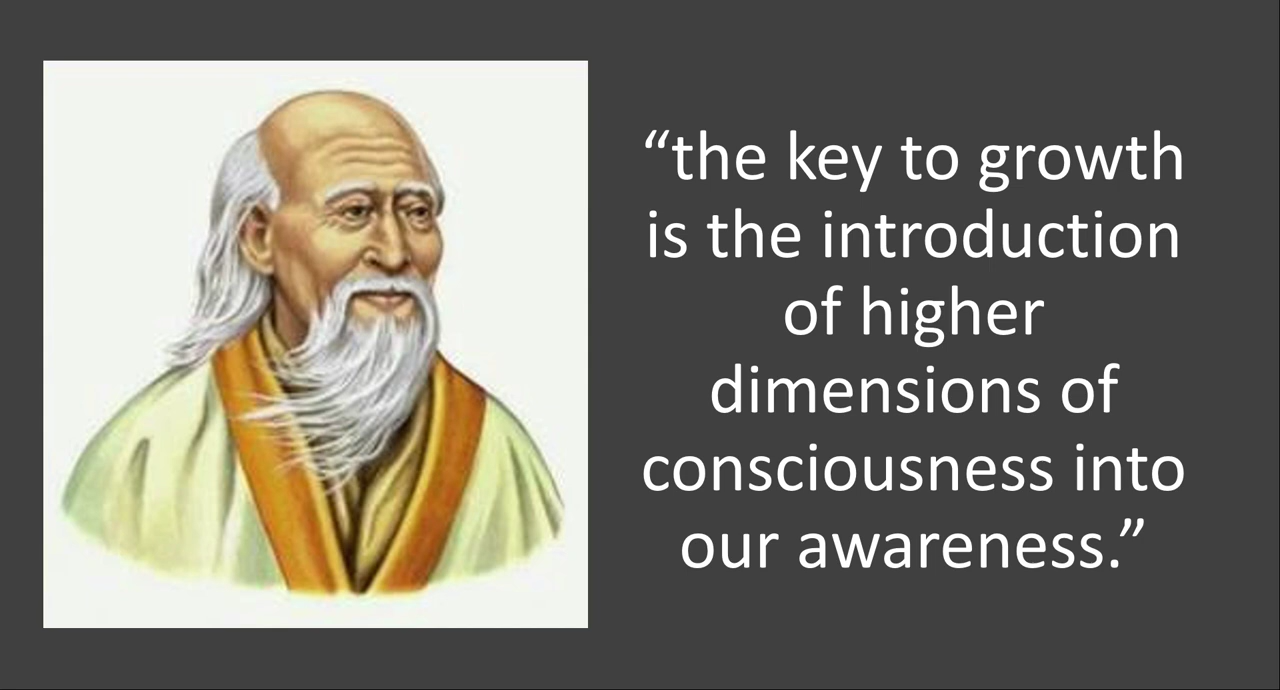 “the key to growth
is the introduction
of higher
dimensions of
consciousness into
our awareness.”